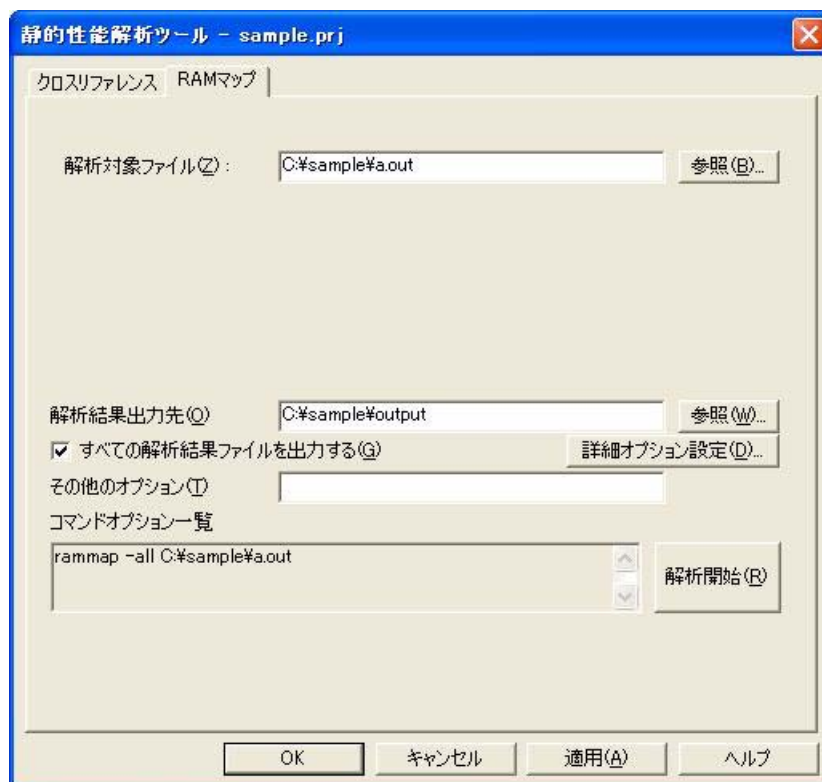 静的性能解析ツール - sample.prj
クロスリファレンス RAMマップ
解析対象ファイル(Z): C:¥sample¥a.out 参照(B)...
解析結果出力先(O) C:¥sample¥output 参照(W)...
すべての解析結果ファイルを出力する(G) 詳細オプション設定(D)...
その他のオプション(T)
コマンドオプション一覧
rammap -all C:¥sample¥a.out
解析開始(R)
OK キャンセル 適用(A) ヘルプ